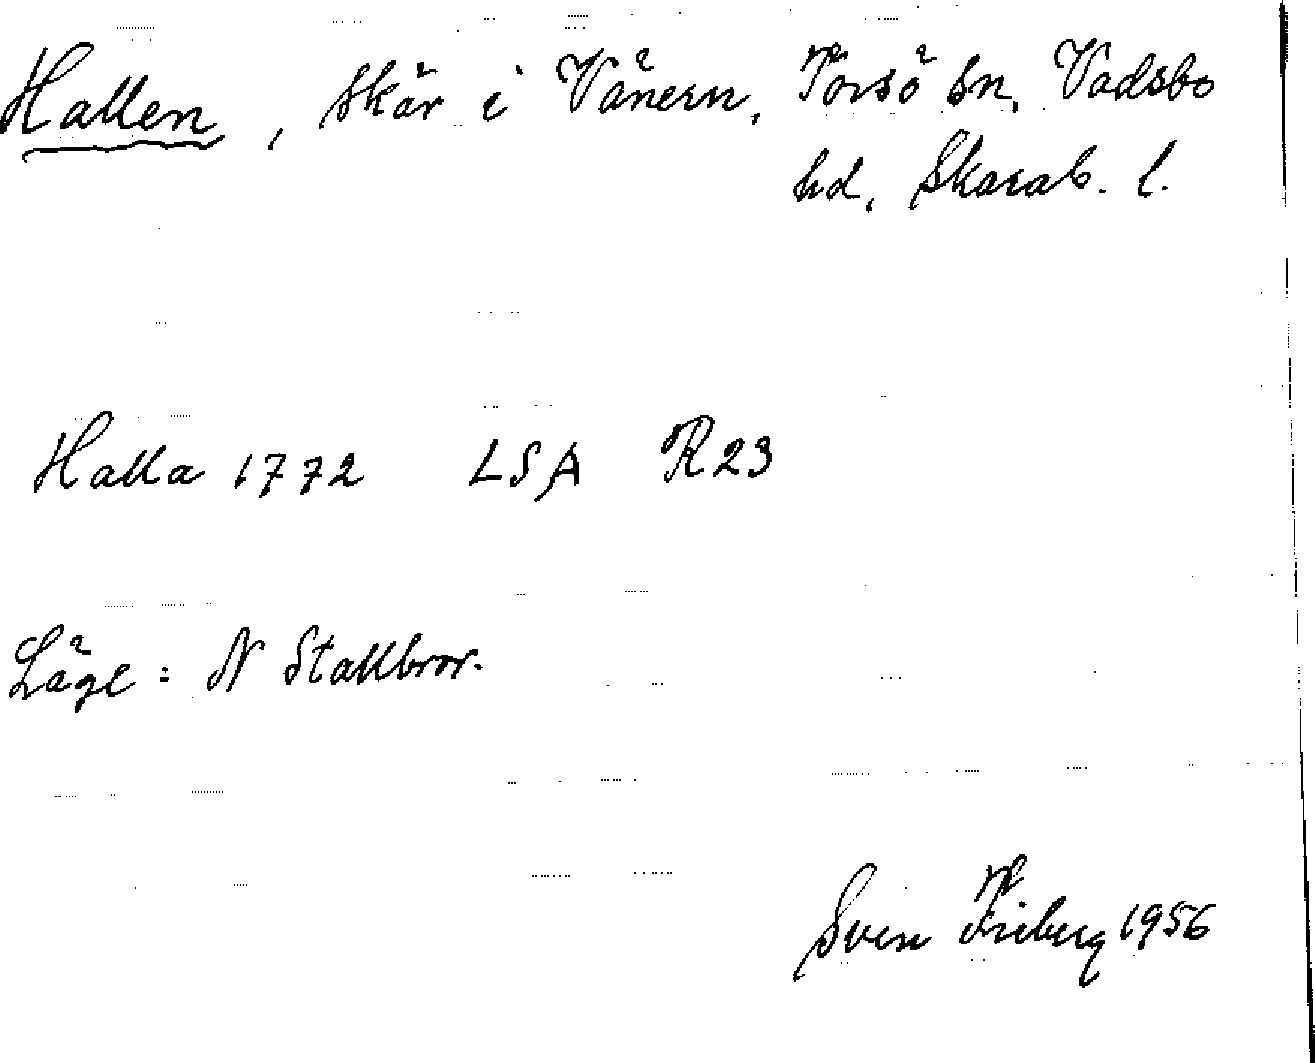 Hallen, skär i Vänern, Torsö sn, Vadsbo
hd, Skarab. l.
Halla 1772 LSA R23
Läge: N Stallbror.
Sven Friberg 1956